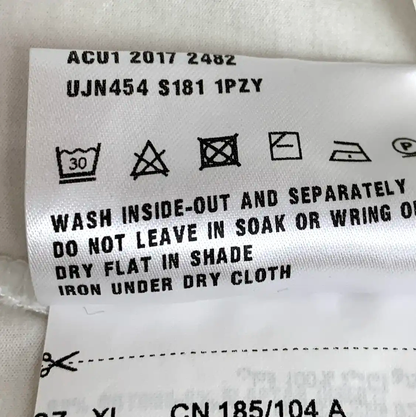 ACU1 2017 2482
UJN454 S181 1PZY
30
P
WASH INSIDE-OUT AND SEPARATELY
DO NOT LEAVE IN SOAK OR WRING
DRY FLAT IN SHADE
IRON UNDER DRY CLOTH
XL CN 185/104 A